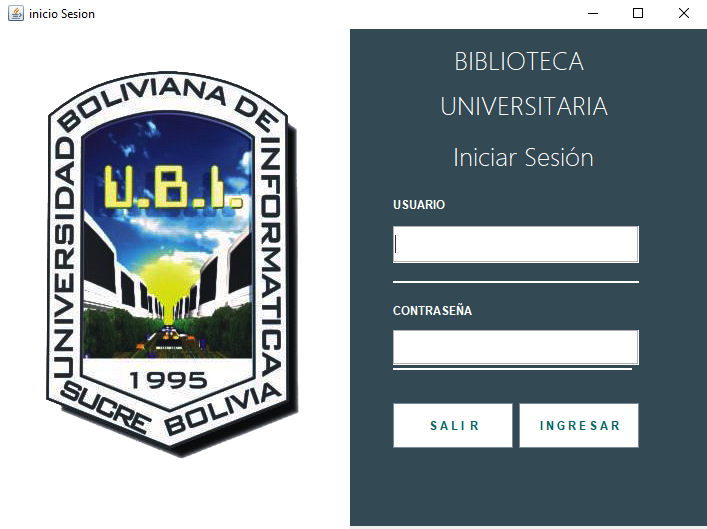 inicio Sesion
UNIVERSIDAD BOLIVIANA DE INFORMATICA
U.B.I.
1995
SUCRE BOLIVIA
BIBLIOTECA
UNIVERSITARIA
Iniciar Sesión
USUARIO
CONTRASEÑA
SALIR
INGRESAR